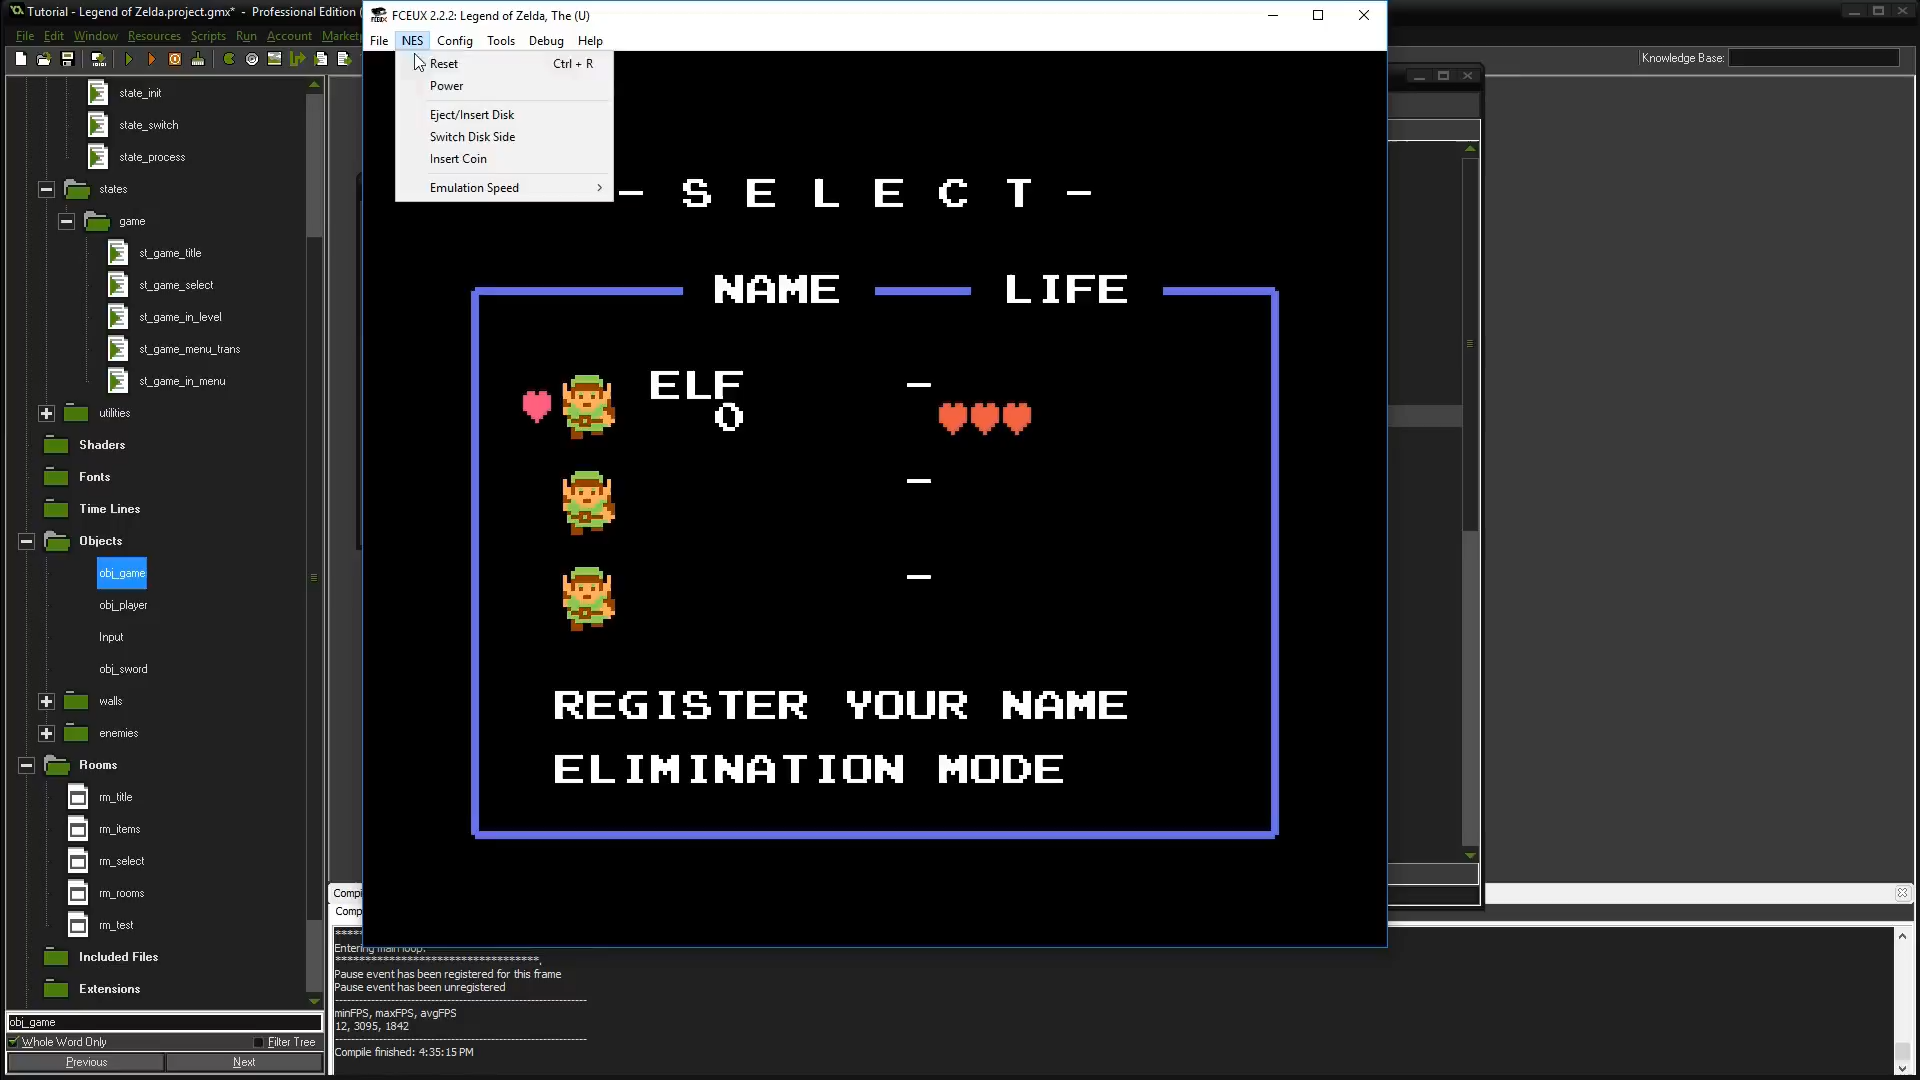 Tutorial - Legend of Zelda.project.gmx* - Professional Edition (
File Edit Window Resources Scripts Run Account
Knowledge Base:
state_init
state_switch
state_process
states
game
st_game_title
st_game_select
st_game_in_level
st_game_menu_trans
st_game_in_menu
utilities
Shaders
Fonts
Time Lines
Objects
obj_game
obj_player
Input
obj_sword
walls
enemies
Rooms
rm_title
rm_items
rm_select
rm_rooms
rm_test
Included Files
Extensions
obj_game
Whole Word Only Filter Tree
Previous Next
FCEUX 2.2.2: Legend of Zelda, The (U)
File NES Config Tools Debug Help
Reset Ctrl + R
Power
Eject/Insert Disk
Switch Disk Side
Insert Coin
Emulation Speed
- S E L E C T -
NAME LIFE
ELF -
0
-
-
REGISTER YOUR NAME
ELIMINATION MODE
Entering main loop.
**********************************.
Pause event has been registered for this frame
Pause event has been unregistered
minFPS, maxFPS, avgFPS
12, 3095, 1842
Compile finished: 4:35:15 PM